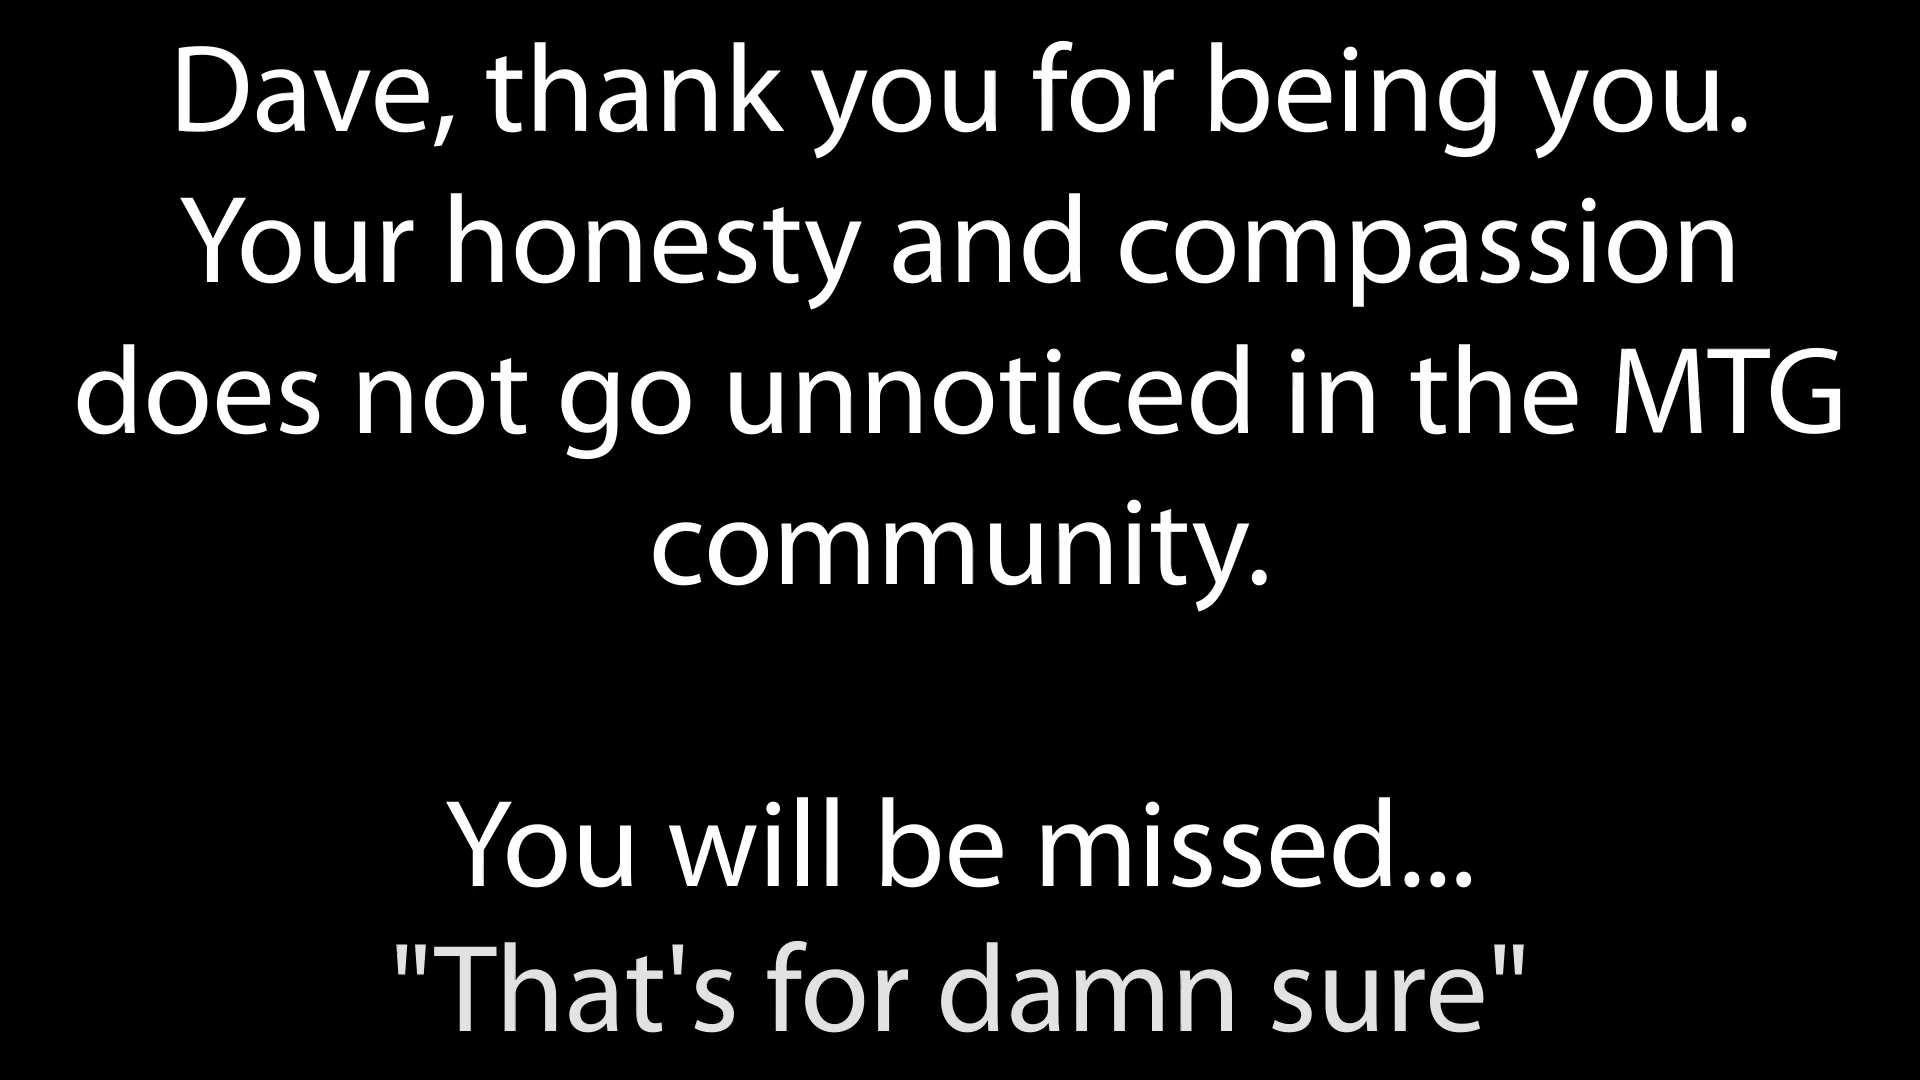 Dave, thank you for being you.
Your honesty and compassion
does not go unnoticed in the MTG
community.
You will be missed...
"That's for damn sure"